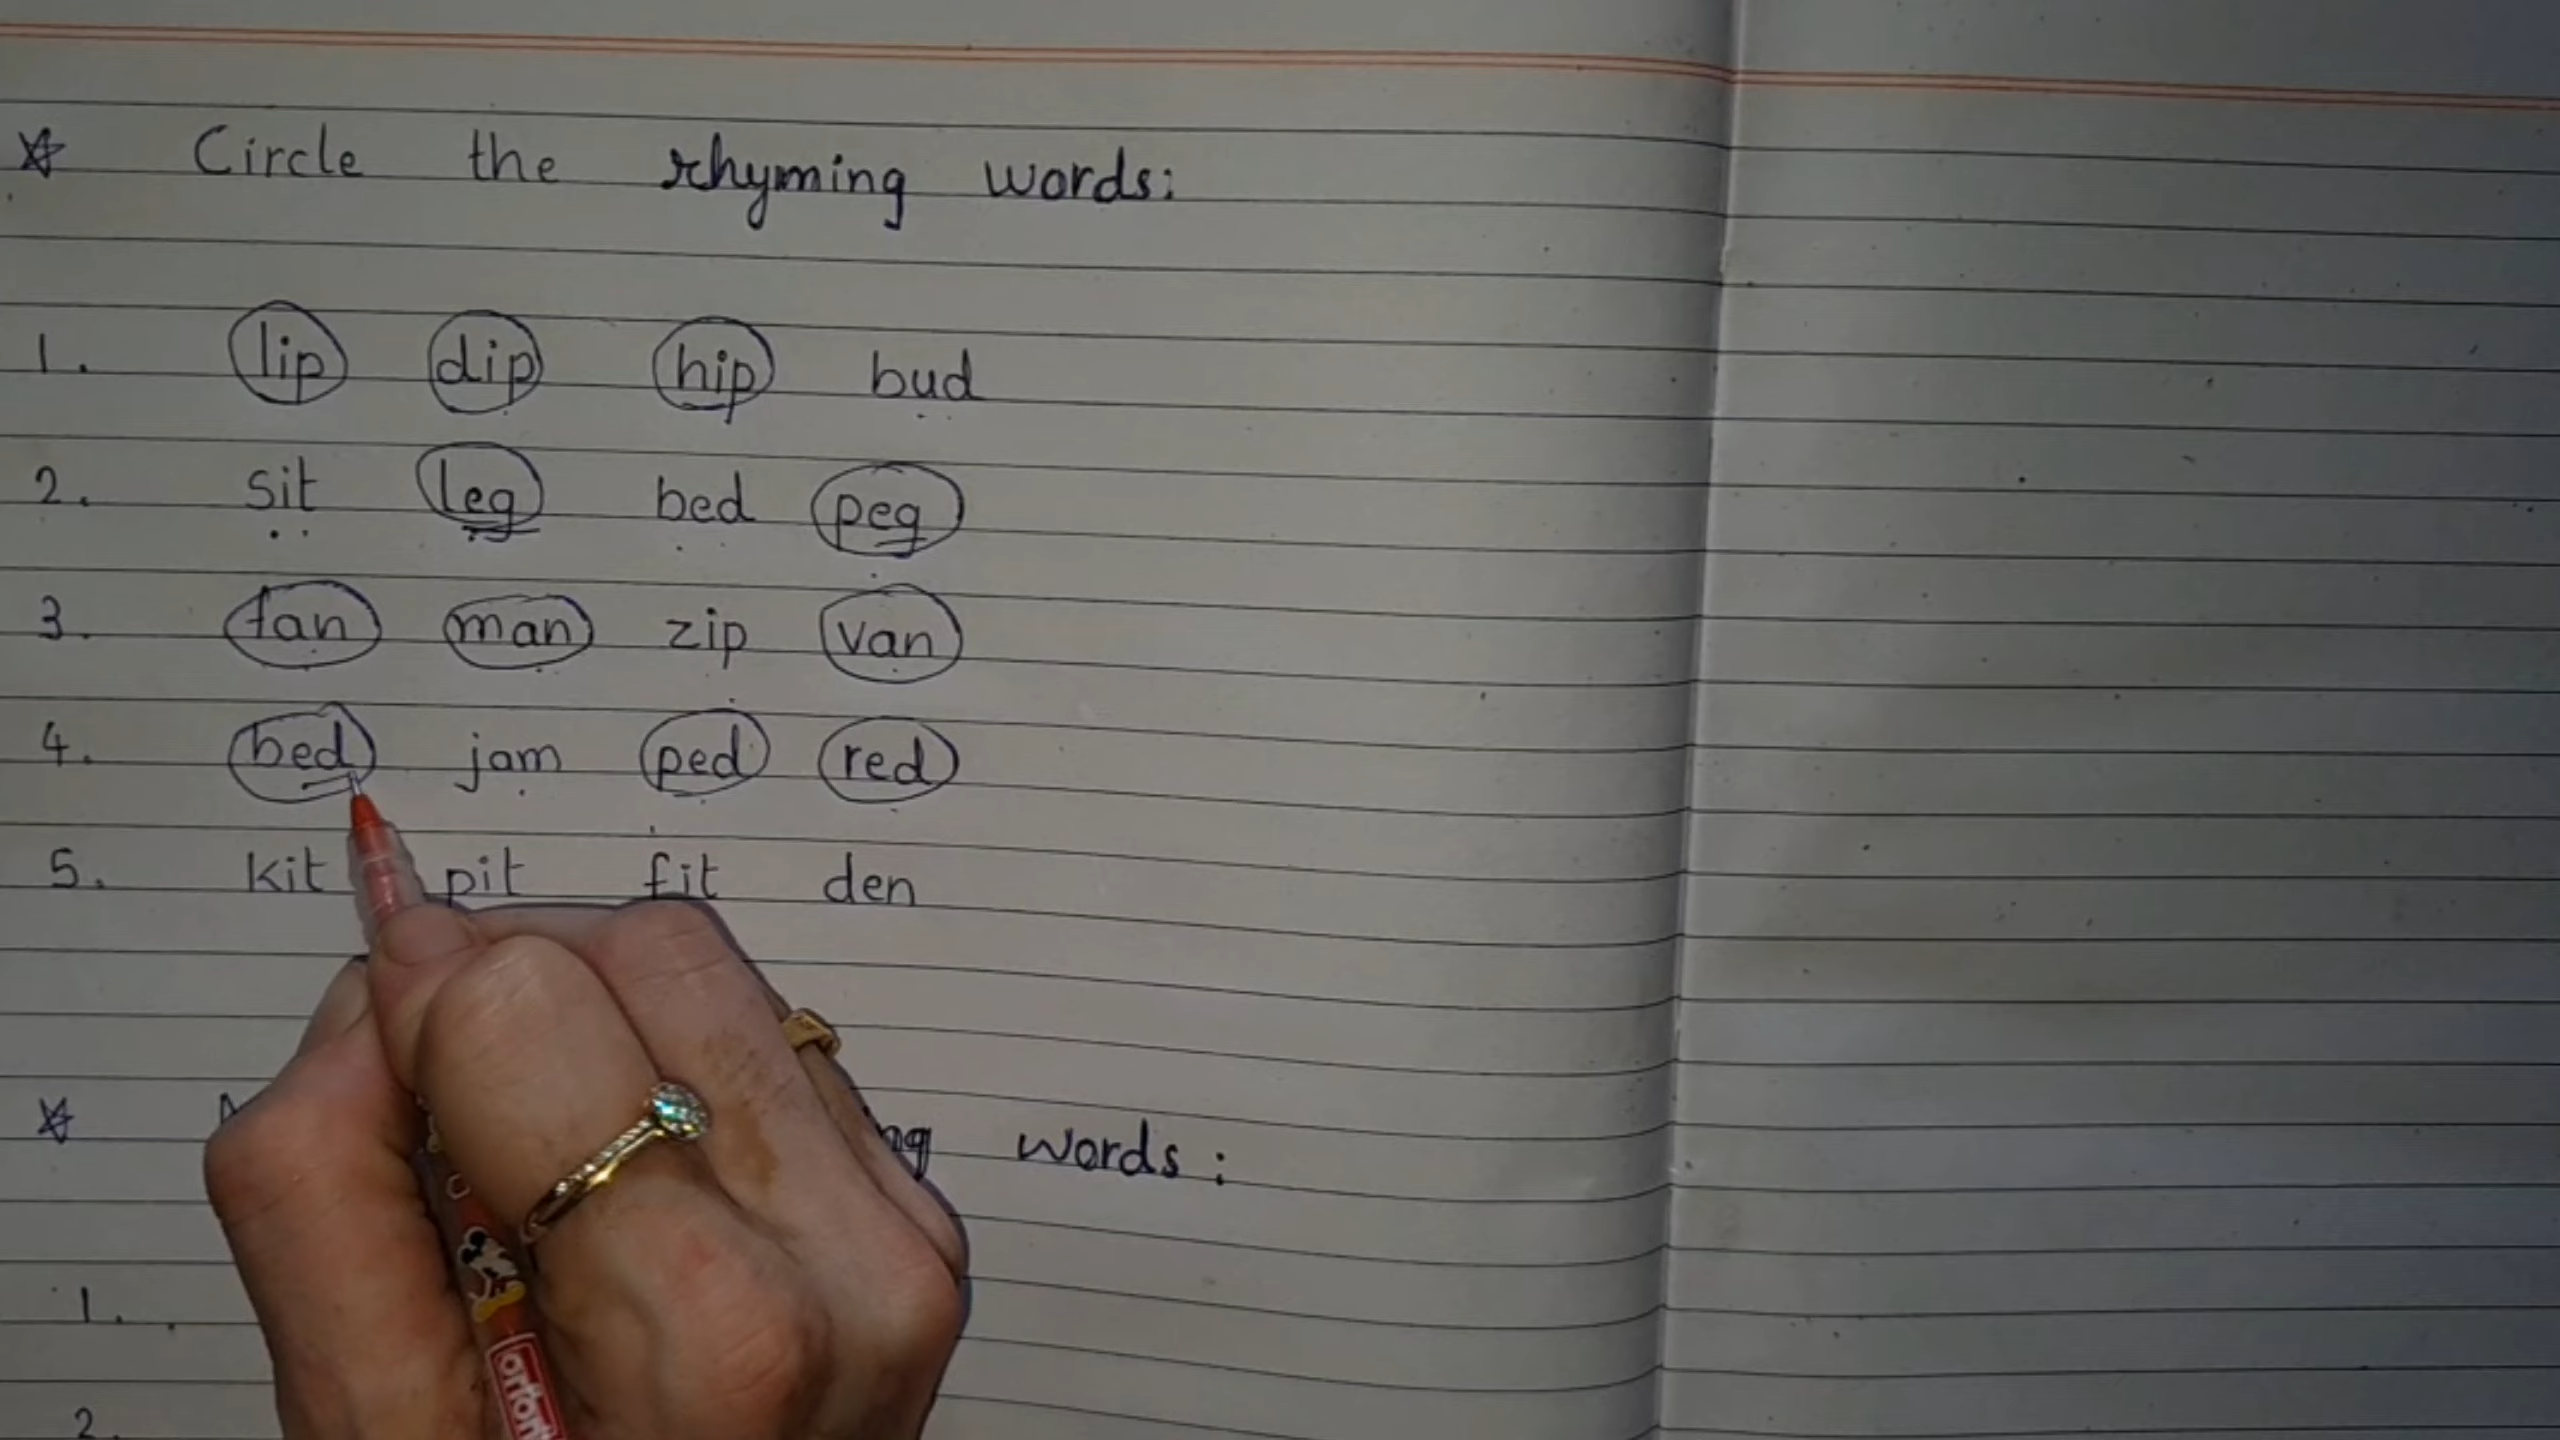 Circle the rhyming words:
1. lip dip hip bud
2. sit leg bed peg
3. fan man zip van
4. bed jam ped red
5. kit pit fit den
words :
1.
2.